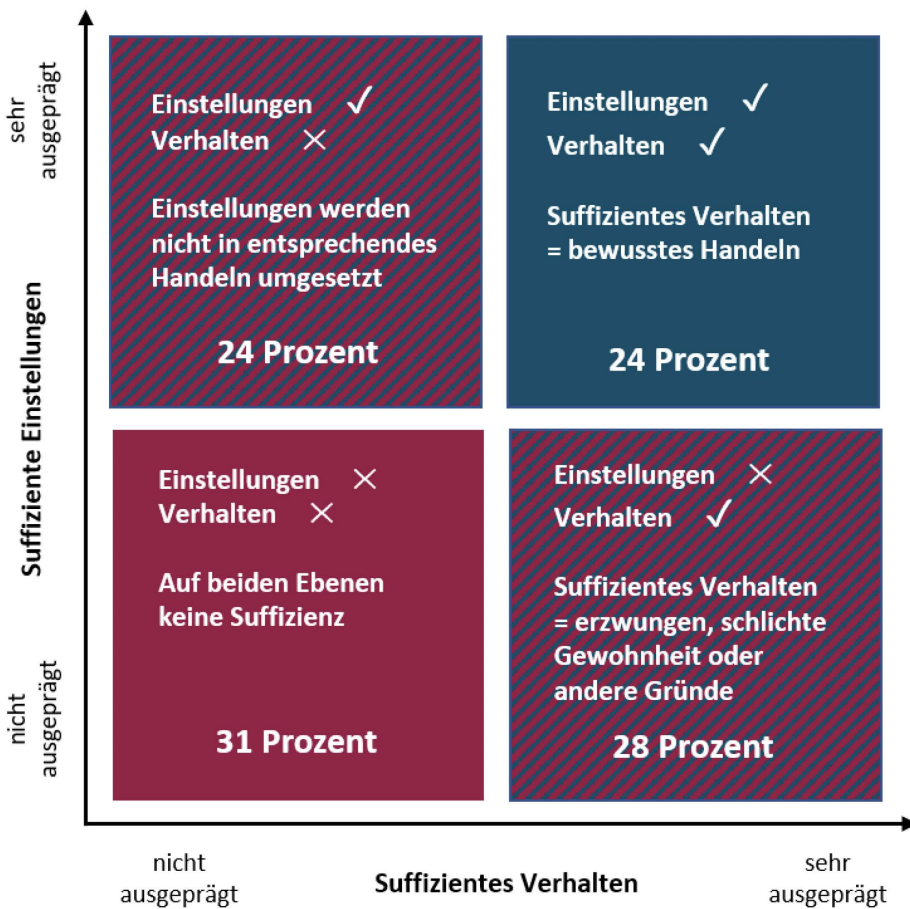 sehr
ausgeprägt
Suffiziente Einstellungen
nicht
ausgeprägt
Einstellungen ✓
Verhalten ✕
Einstellungen werden
nicht in entsprechendes
Handeln umgesetzt
24 Prozent
Einstellungen ✓
Verhalten ✓
Suffizientes Verhalten
= bewusstes Handeln
24 Prozent
Einstellungen ✕
Verhalten ✕
Auf beiden Ebenen
keine Suffizienz
31 Prozent
Einstellungen ✕
Verhalten ✓
Suffizientes Verhalten
= erzwungen, schlichte
Gewohnheit oder
andere Gründe
28 Prozent
nicht
ausgeprägt
Suffizientes Verhalten
sehr
ausgeprägt